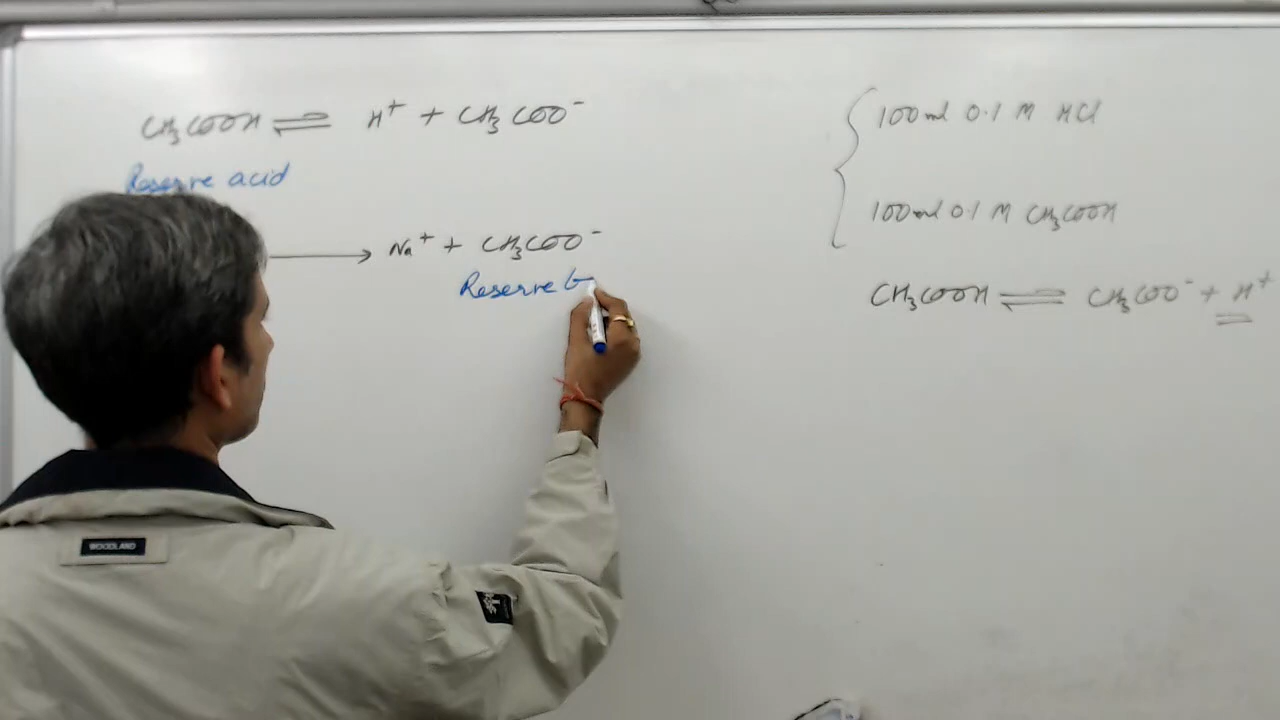 CH₃COOH ⇌ H⁺ + CH₃COO⁻
Reserve acid
⟶ Na⁺ + CH₃COO⁻
Reserve b
100ml 0.1 M HCl
100ml 0.1 M CH₃COOH
CH₃COOH ⇌ CH₃COO⁻ + H⁺
WOODLAND